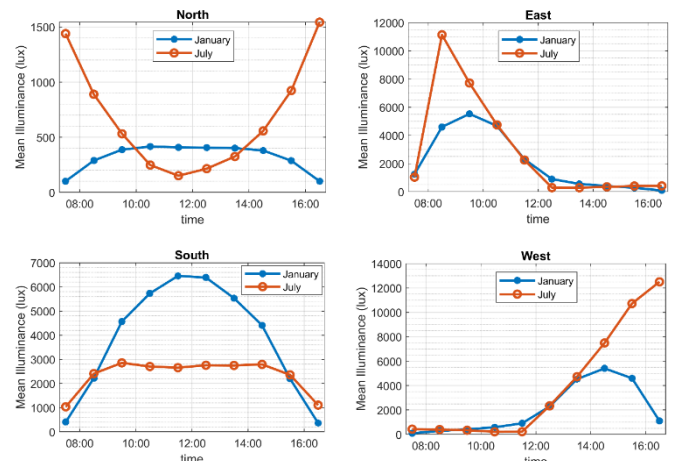 North
Mean Illuminance (lux)
1500
1000
500
0
January
July
08:00 10:00 12:00 14:00 16:00
time
East
Mean Illuminance (lux)
12000
10000
8000
6000
4000
2000
0
January
July
08:00 10:00 12:00 14:00 16:00
time
South
Mean Illuminance (lux)
7000
6000
5000
4000
3000
2000
1000
0
January
July
08:00 10:00 12:00 14:00 16:00
time
West
Mean Illuminance (lux)
14000
12000
10000
8000
6000
4000
2000
0
January
July
08:00 10:00 12:00 14:00 16:00
time